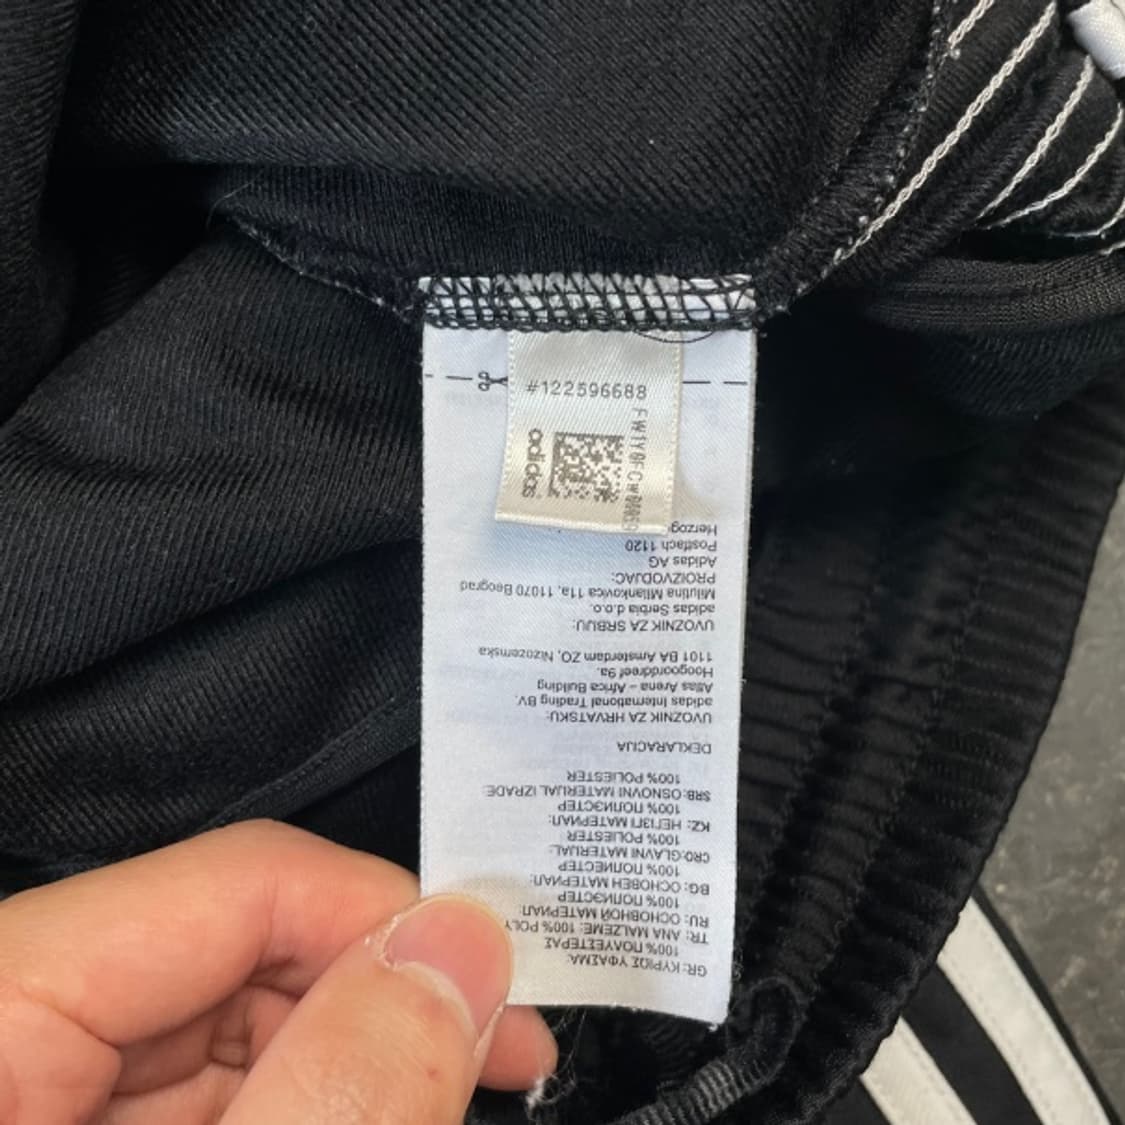 #122596688
adidas
GR: ΚΥΡΙΟΣ ΥΦΑΣΜΑ:
100% ΠΟΛΥΕΣΤΕΡΑΣ
TR: ANA MALZEME: 100% POLY
RU: ОСНОВНОЙ МАТЕРИАЛ:
100% ПОЛИЭСТЕР
BG: ОСНОВЕН МАТЕРИАЛ:
100% ПОЛИЕСТЕР
CRO: GLAVNI MATERIJAL:
100% POLIESTER
KZ: НЕГІЗГІ МАТЕРИАЛ:
100% ПОЛИЭСТЕР
SRB: OSNOVNI MATERIJAL IZRADE:
100% POLIESTER
DEKLARACIJA
UVOZNIK ZA HRVATSKU:
adidas International Trading BV.
Atlas Arena – Africa Building
Hoogoorddreef 9a.
1101 BA Amsterdam ZO, Nizozemska
UVOZNIK ZA SRBIJU:
adidas Serbia d.o.o.
Milutina Milankovica 11a, 11070 Beograd
PROIZVODJAC:
Adidas AG
Postfach 1120
Herzog